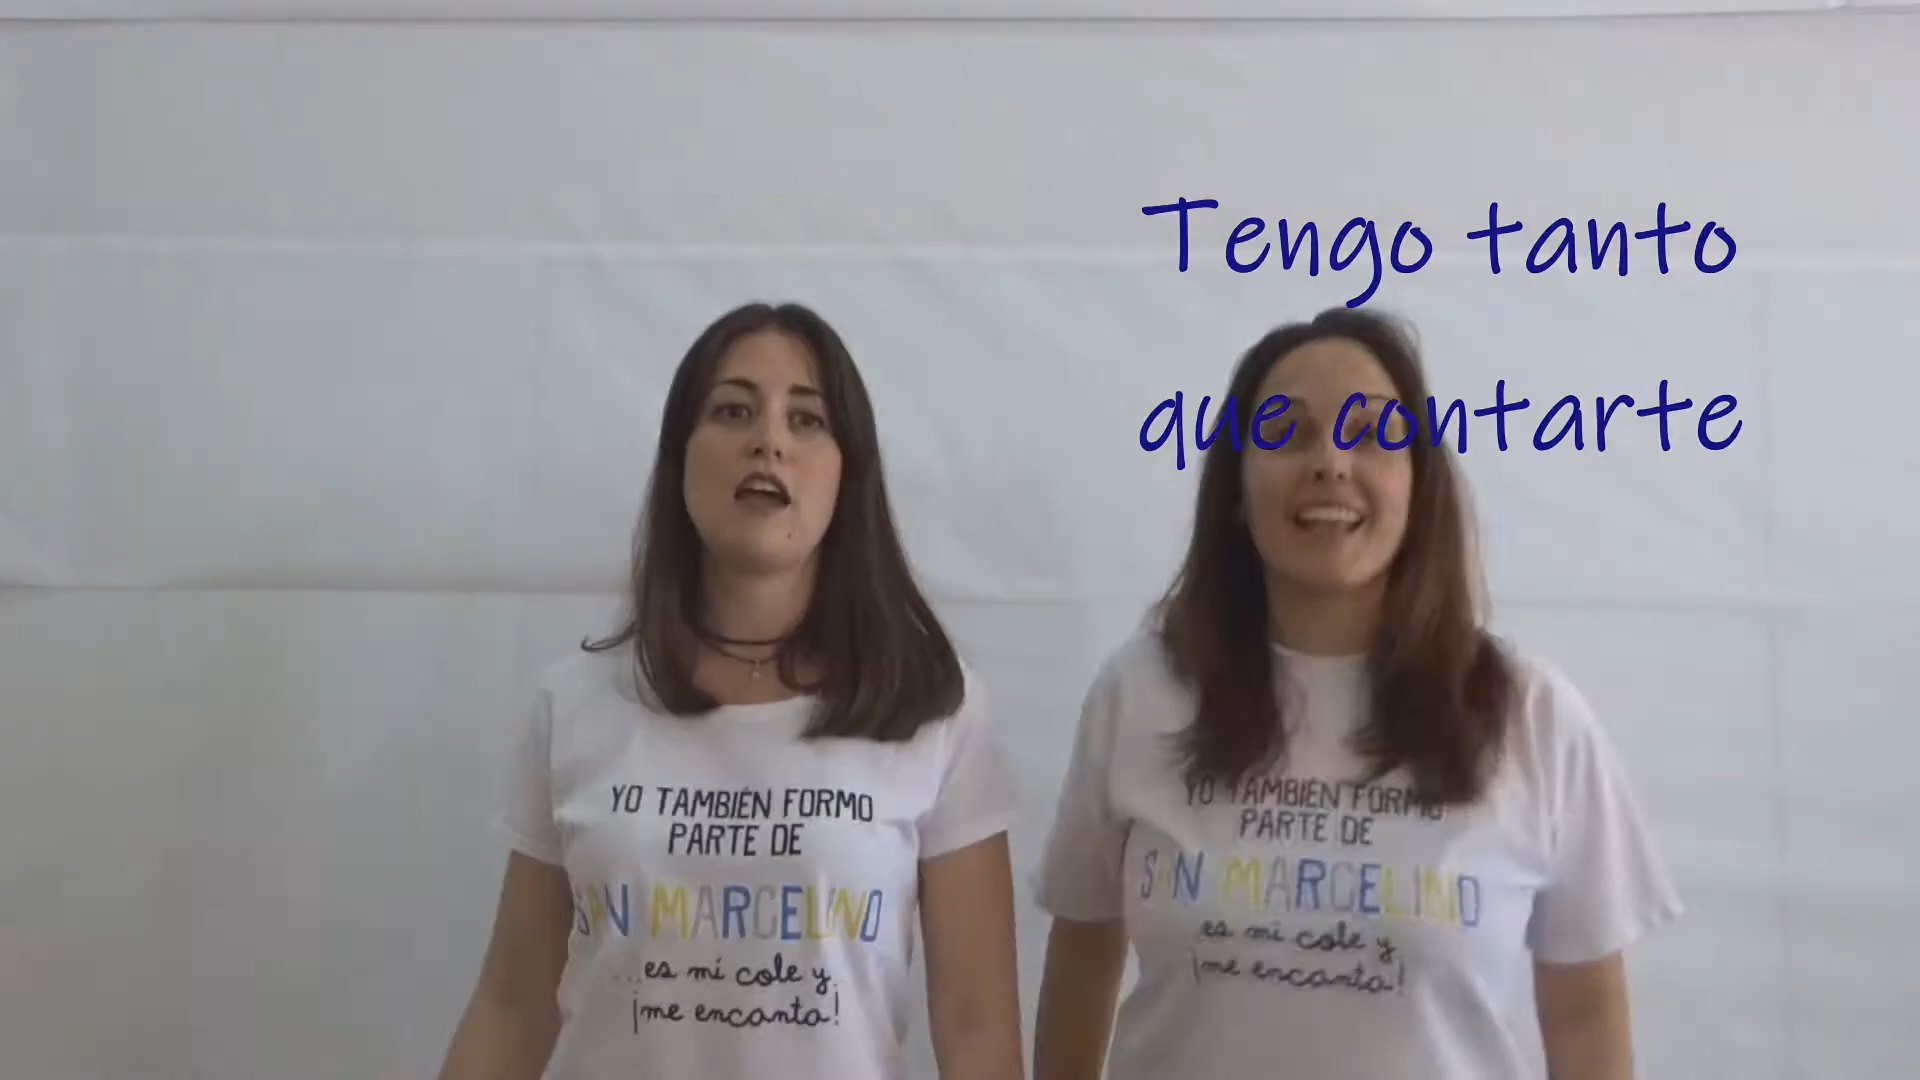 Tengo tanto
que contarte
YO TAMBIÉN FORMO
PARTE DE
SAN MARCELINO
...es mi cole y
¡me encanta!
YO TAMBIÉN FORMO
PARTE DE
SAN MARCELINO
es mi cole y
¡me encanta!